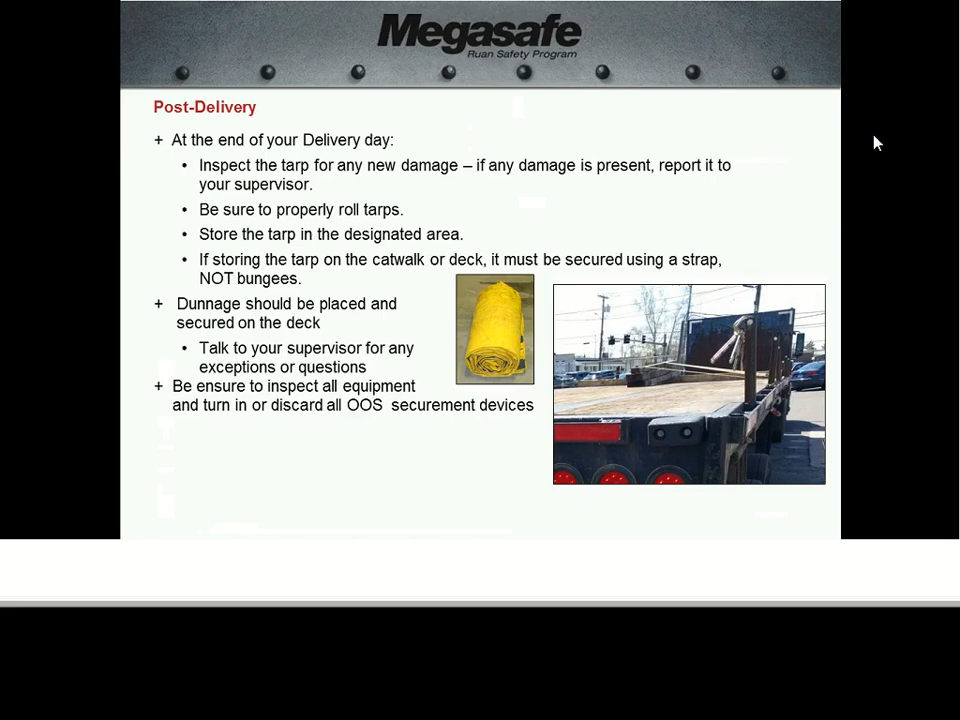 Megasafe
Ruan Safety Program
Post-Delivery
+ At the end of your Delivery day:
• Inspect the tarp for any new damage – if any damage is present, report it to
your supervisor.
• Be sure to properly roll tarps.
• Store the tarp in the designated area.
• If storing the tarp on the catwalk or deck, it must be secured using a strap,
NOT bungees.
+ Dunnage should be placed and
secured on the deck
• Talk to your supervisor for any
exceptions or questions
+ Be ensure to inspect all equipment
and turn in or discard all OOS securement devices